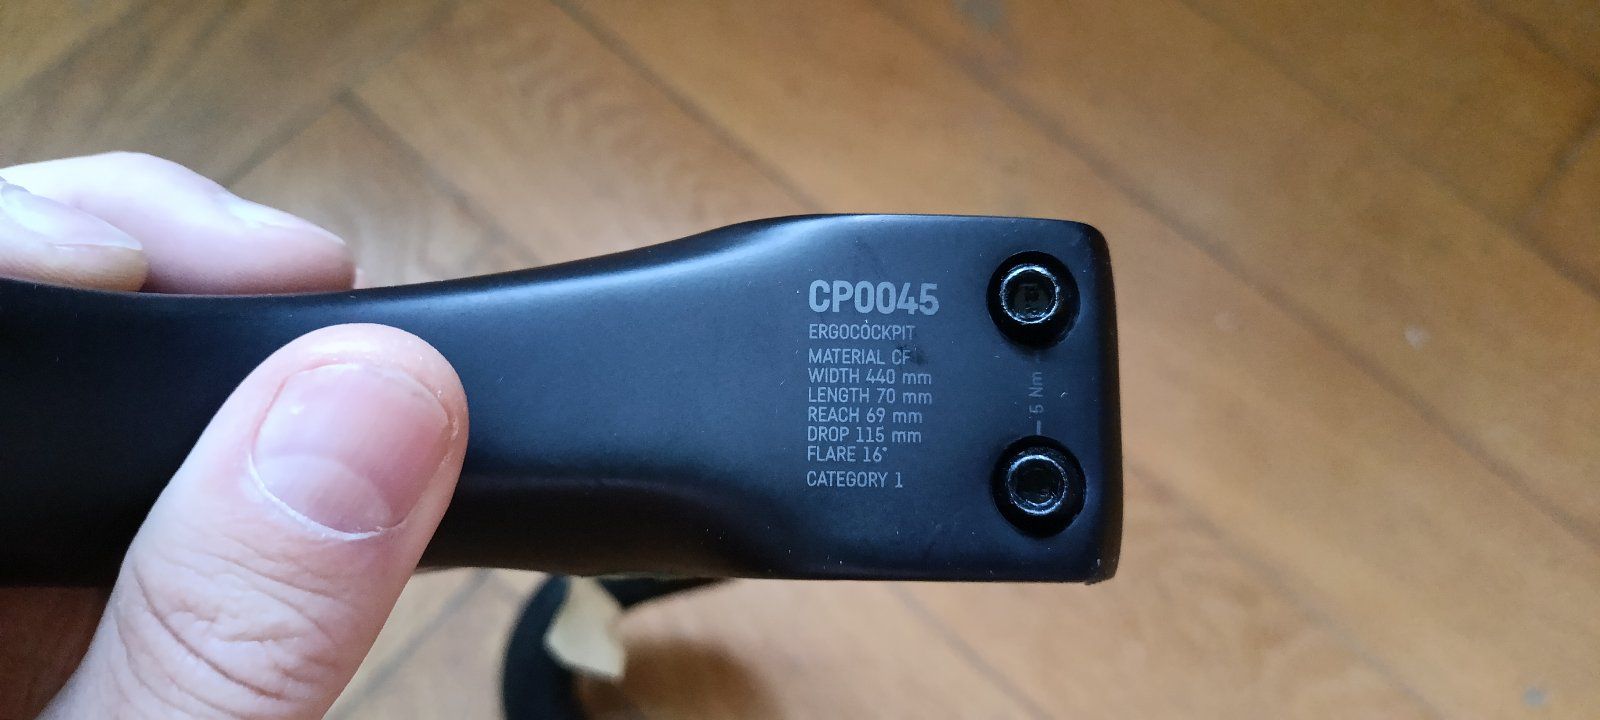 CP0045
ERGOCOCKPIT
MATERIAL CF
WIDTH 440 mm
LENGTH 70 mm
REACH 69 mm
DROP 115 mm
FLARE 16°
CATEGORY 1
5 Nm